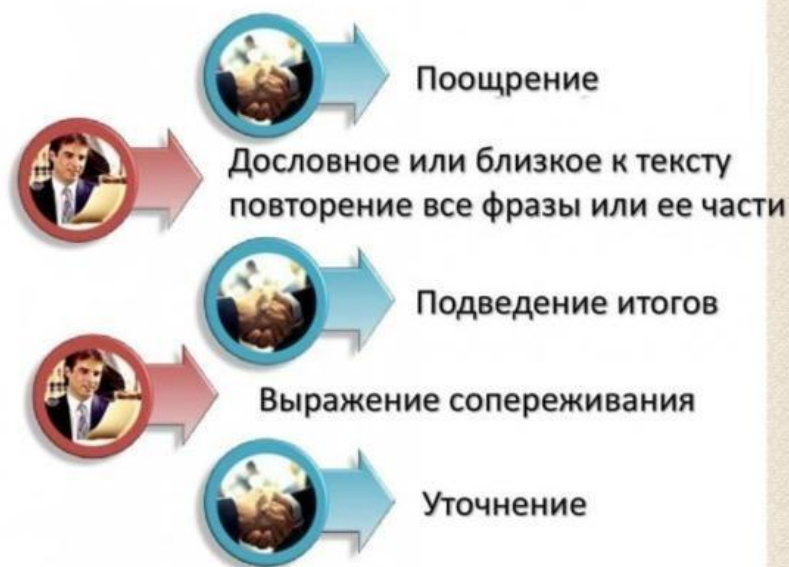 Поощрение
Дословное или близкое к тексту
повторение все фразы или ее части
Подведение итогов
Выражение сопереживания
Уточнение